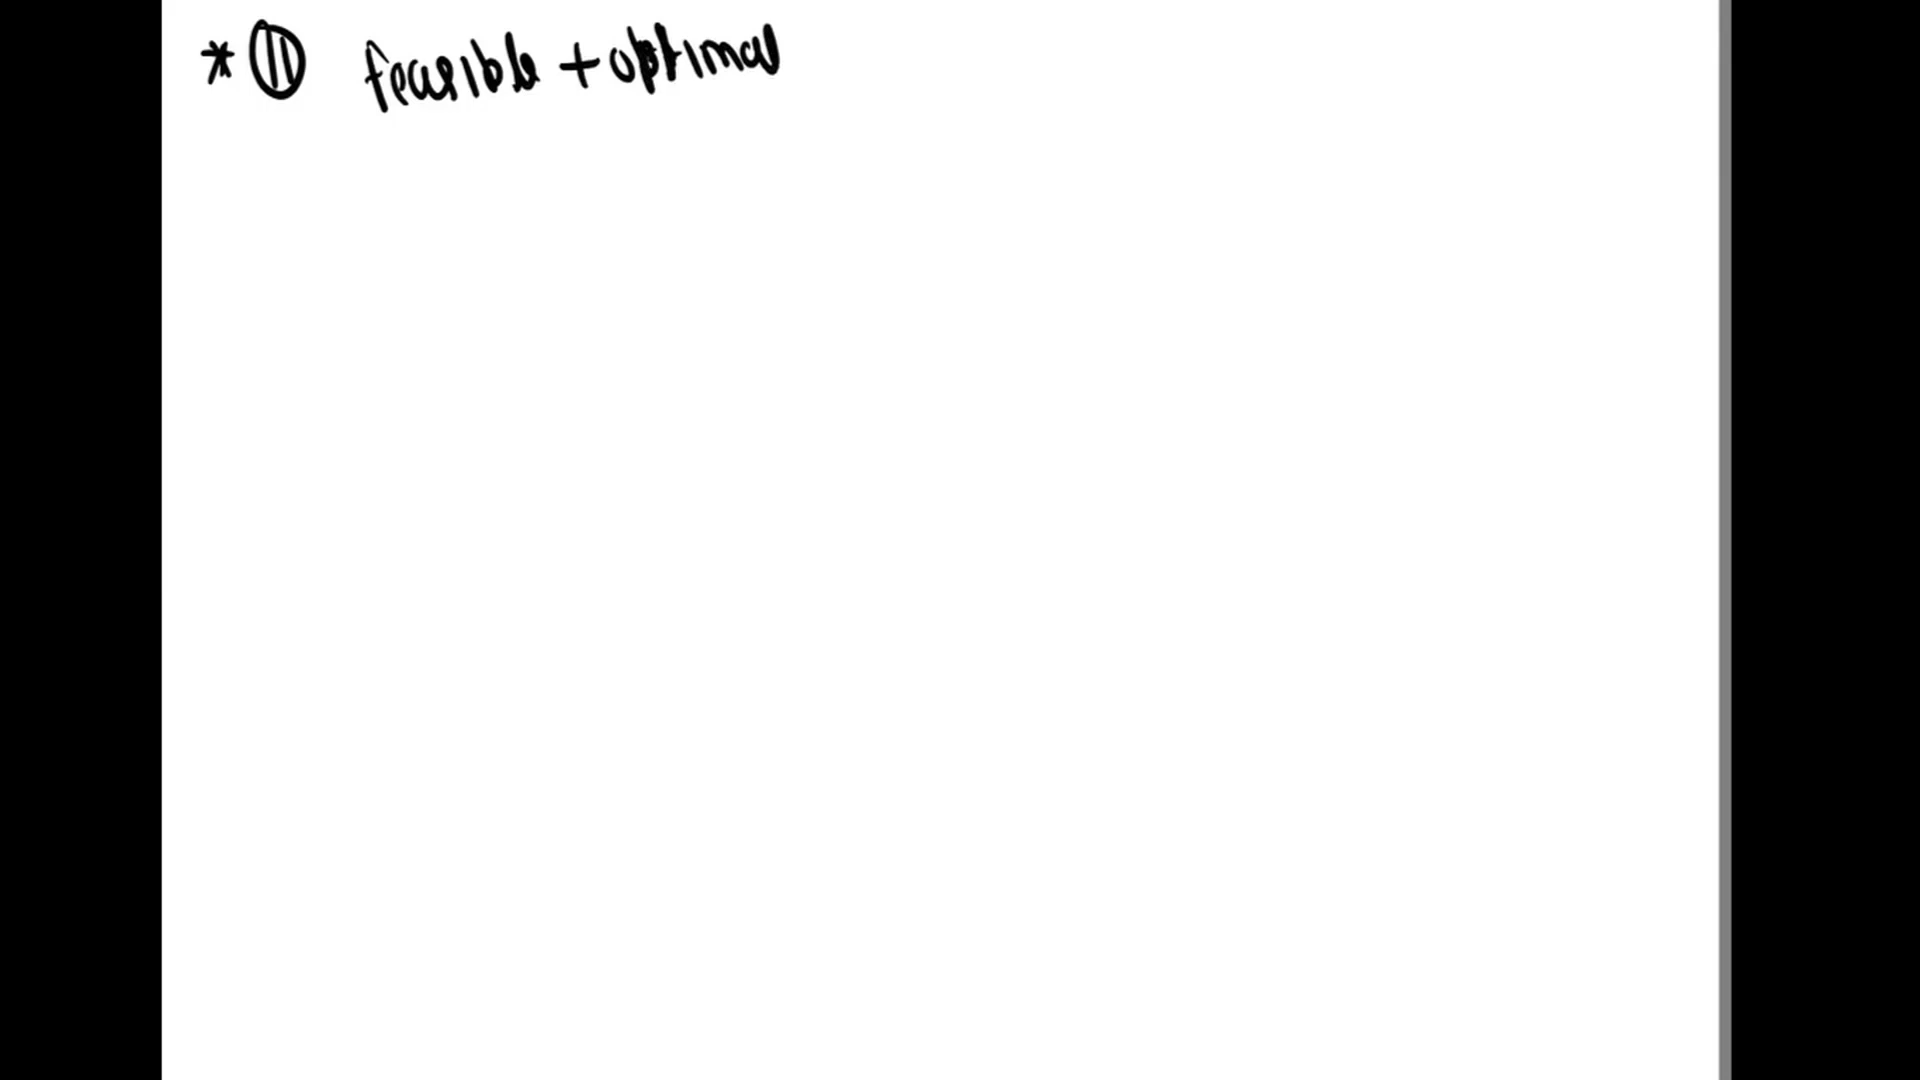 * ⑪ feasible + optimal